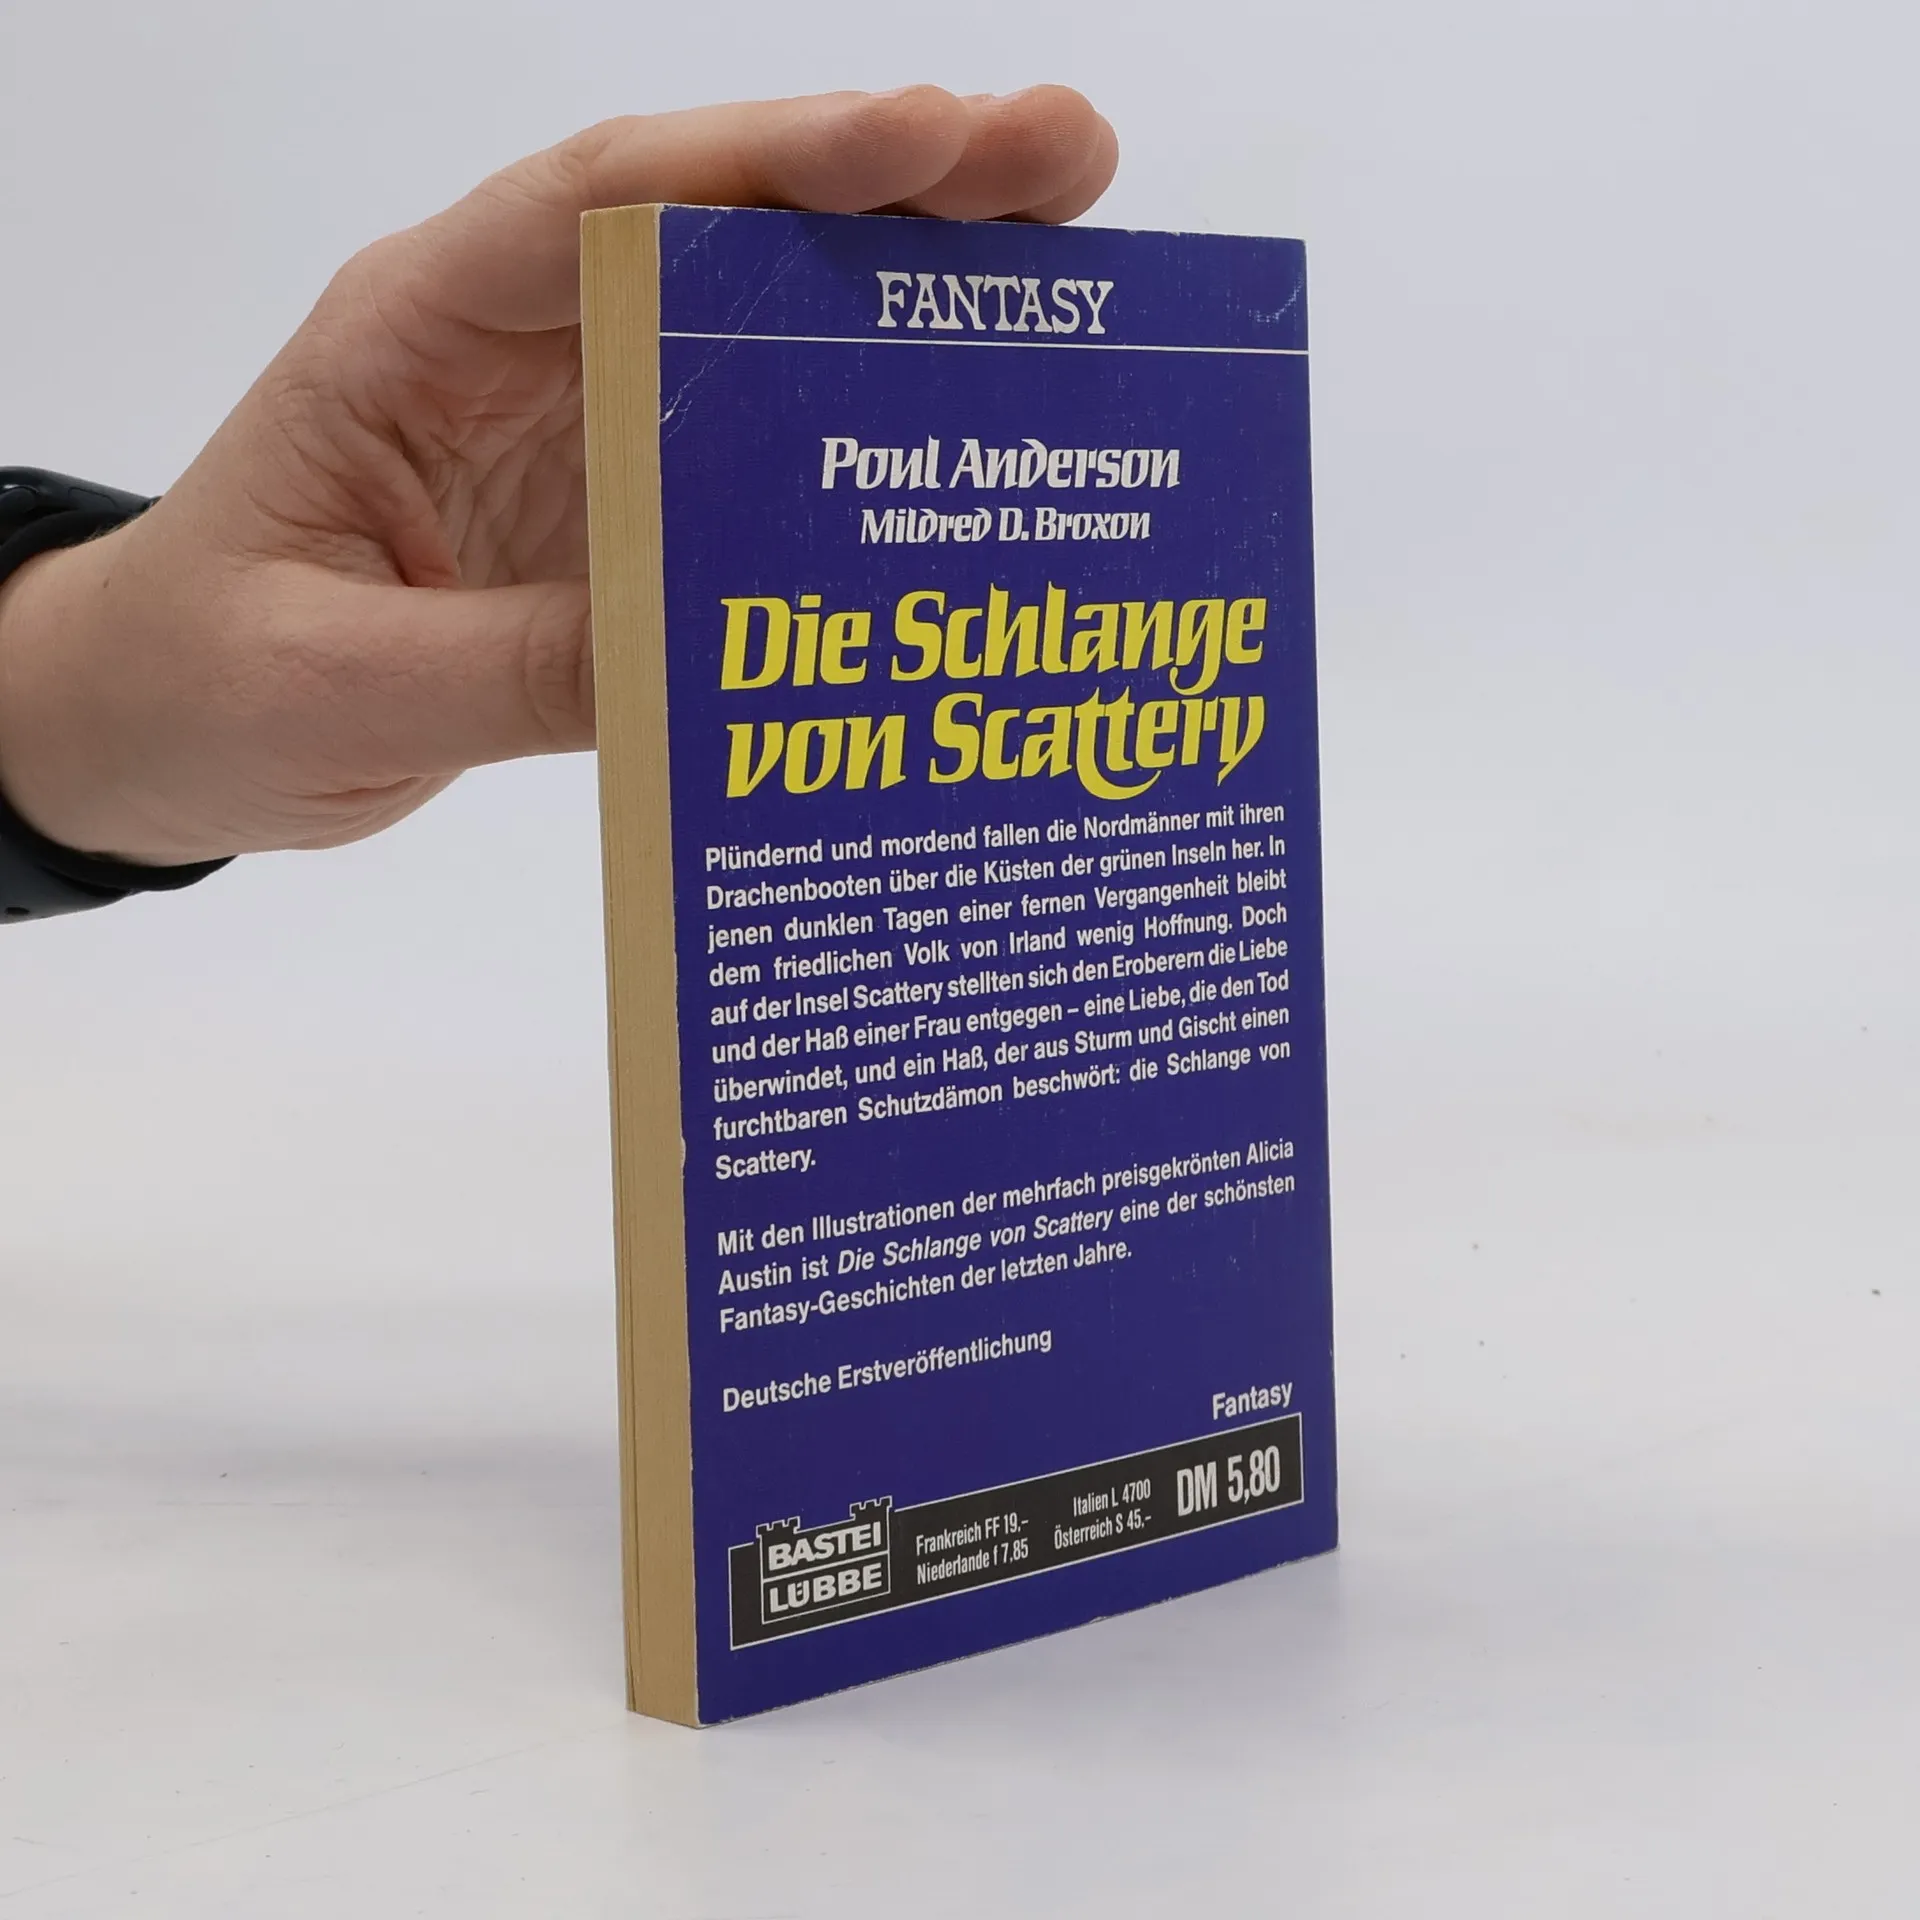 FANTASY
Poul Anderson
Mildred D. Broxon
Die Schlange
von Scattery
Plündernd und mordend fallen die Nordmänner mit ihren
Drachenbooten über die Küsten der grünen Inseln her. In
jenen dunklen Tagen einer fernen Vergangenheit bleibt
dem friedlichen Volk von Irland wenig Hoffnung. Doch
auf der Insel Scattery stellten sich den Eroberern die Liebe
und der Haß einer Frau entgegen – eine Liebe, die den Tod
überwindet, und ein Haß, der aus Sturm und Gischt einen
furchtbaren Schutzdämon beschwört: die Schlange von
Scattery.
Mit den Illustrationen der mehrfach preisgekrönten Alicia
Austin ist Die Schlange von Scattery eine der schönsten
Fantasy-Geschichten der letzten Jahre.
Deutsche Erstveröffentlichung
Fantasy
BASTEI
LÜBBE
Frankreich FF 19,-
Niederlande f 7,85
Italien L 4700
Österreich S 45,-
DM 5,80